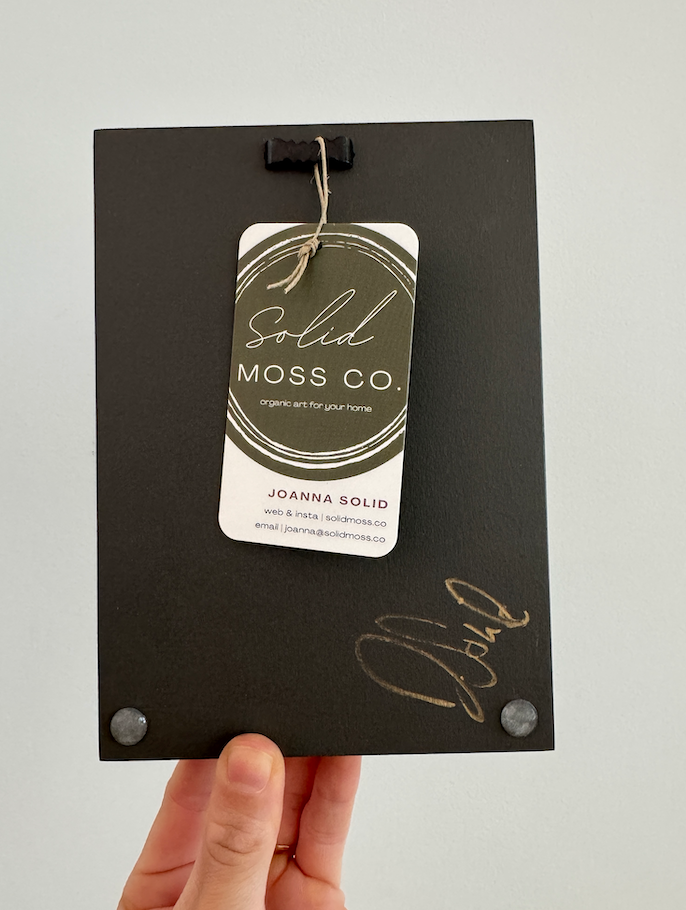 Solid
MOSS CO.
organic art for your home
JOANNA SOLID
web & insta | solidmoss.co
email | joanna@solidmoss.co